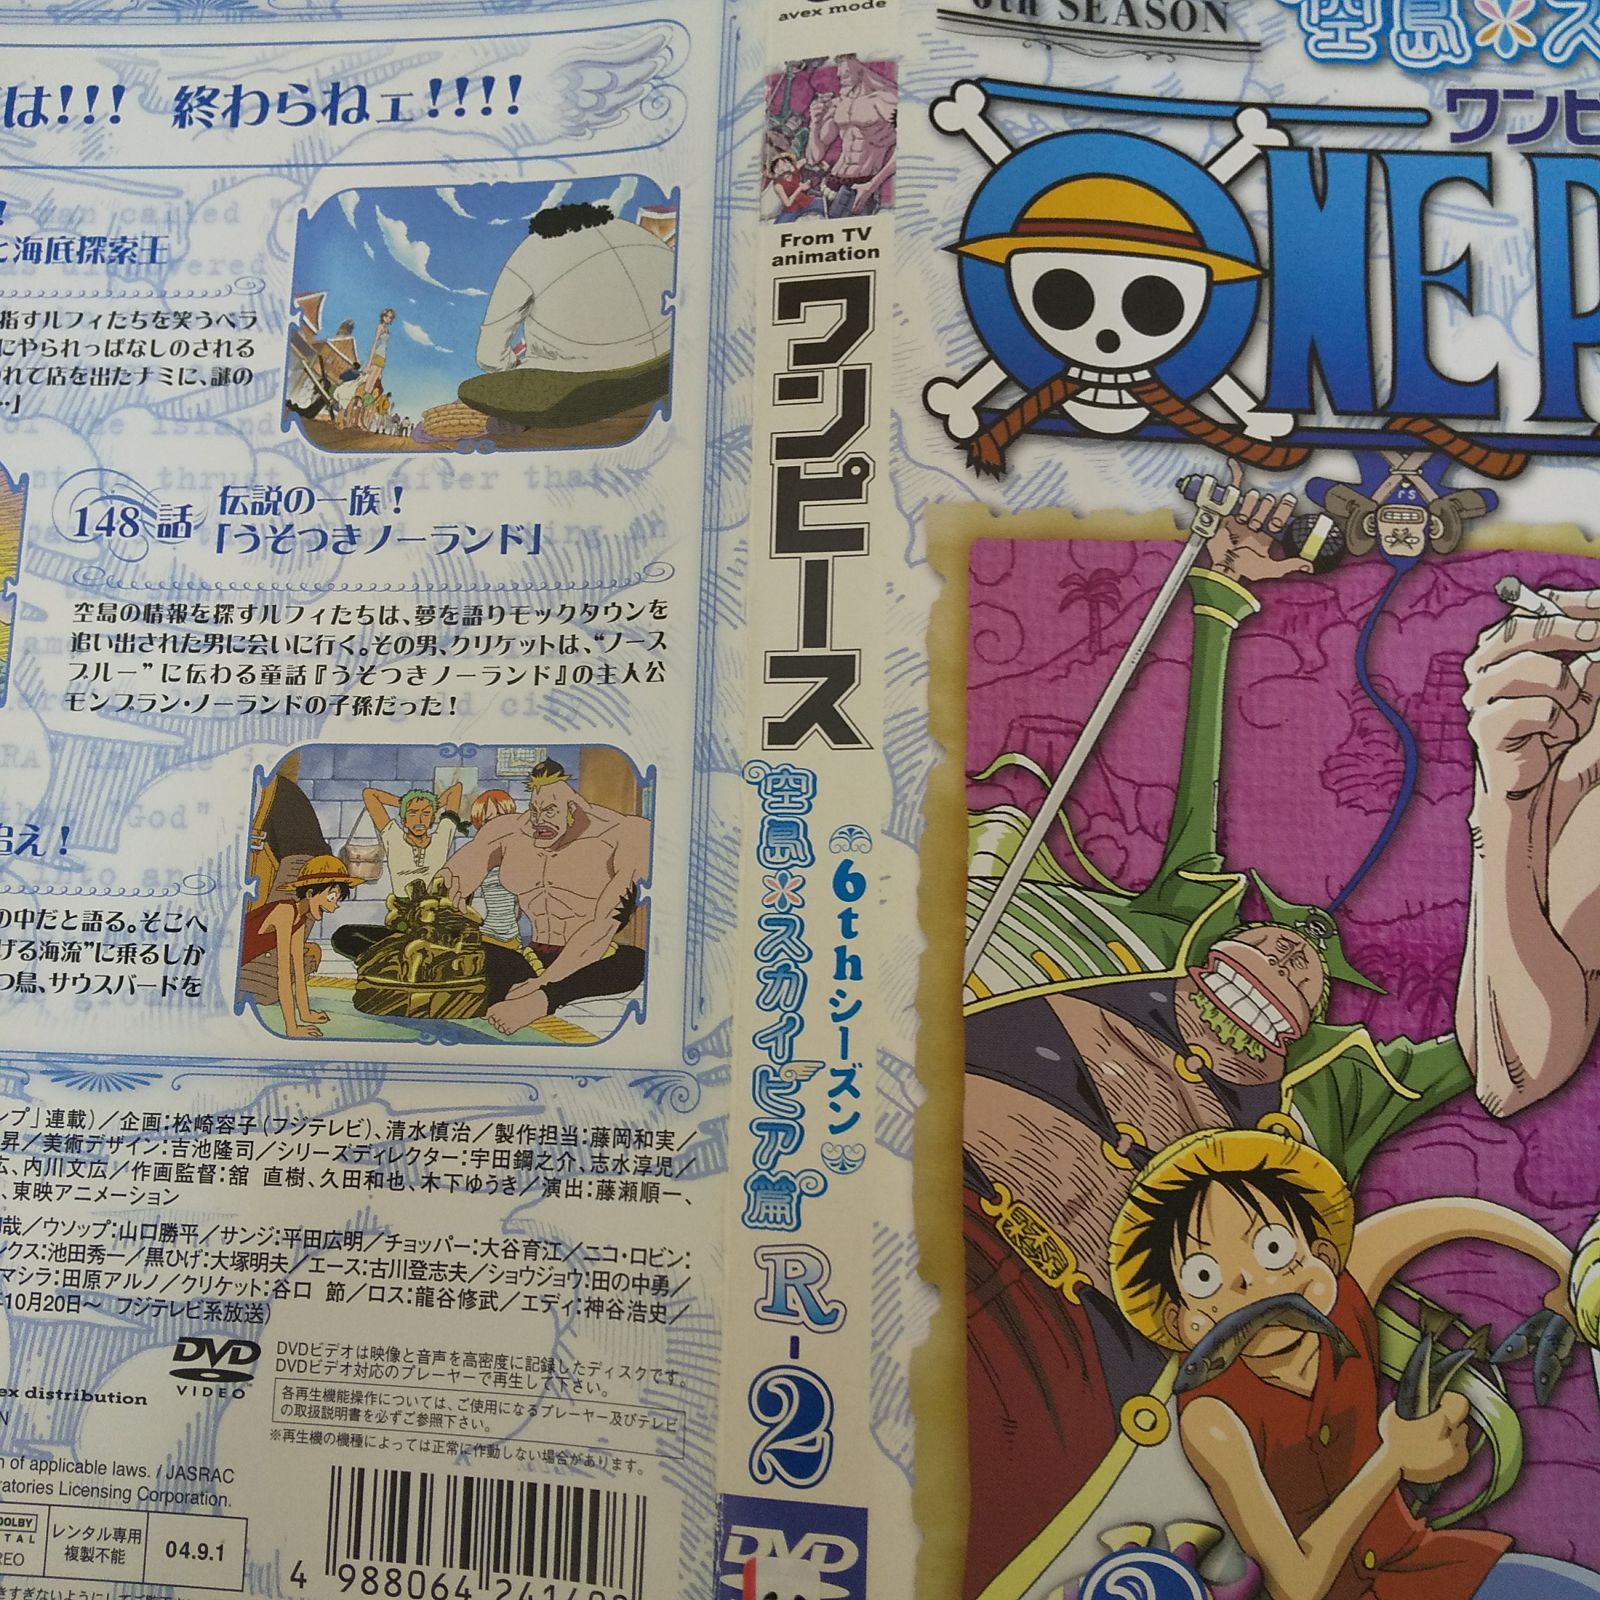 は!!! 終わらねェ!!!!
!
と海底探索王
指すルフィたちを笑うベラ
にやられっぱなしのされる
われて店を出たナミに、謎の
…」
148話
伝説の一族!
「うそつきノーランド」
空島の情報を探すルフィたちは、夢を語りモックタウンを
追い出された男に会いに行く。その男、クリケットは、“ノース
ブルー”に伝わる童話『うそつきノーランド』の主人公
モンブラン・ノーランドの子孫だった!
追え!
の中だと語る。そこへ
げる海流”に乗るしか
つ鳥、サウスバードを
ンプ」連載)/企画:松崎容子(フジテレビ)、清水慎治/製作担当:藤岡和実/
昇/美術デザイン:吉池隆司/シリーズディレクター:宇田鋼之介、志水淳児/
広、内川文広/作画監督:舘 直樹、久田和也、木下ゆうき/演出:藤瀬順一、
、東映アニメーション
哉/ウソップ:山口勝平/サンジ:平田広明/チョッパー:大谷育江/ニコ・ロビン:
ンクス:池田秀一/黒ひげ:大塚明夫/エース:古川登志夫/ショウジョウ:田の中勇/
マシラ:田原アルノ/クリケット:谷口 節/ロス:龍谷修武/エディ:神谷浩史/
年10月20日〜 フジテレビ系放送)
DVD
VIDEO
ex distribution
DVDビデオは映像と音声を高密度に記録したディスクです。
DVDビデオ対応のプレーヤーで再生して下さい。
各再生機能操作については、ご使用になるプレーヤー及びテレビ
の取扱説明書を必ずご参照下さい。
※再生機の機種によっては正常に作動しない場合があります。
n of applicable laws. / JASRAC
ratories Licensing Corporation.
DOLBY
レンタル専用
複製不能
04.9.1
4 988064 241
avex mode
From TV
animation
ワンピース
6thシーズン
空島*スカイピア篇
R-2
DVD
6th SEASON
空島*ス
ワンピ
ONE P
rs
2